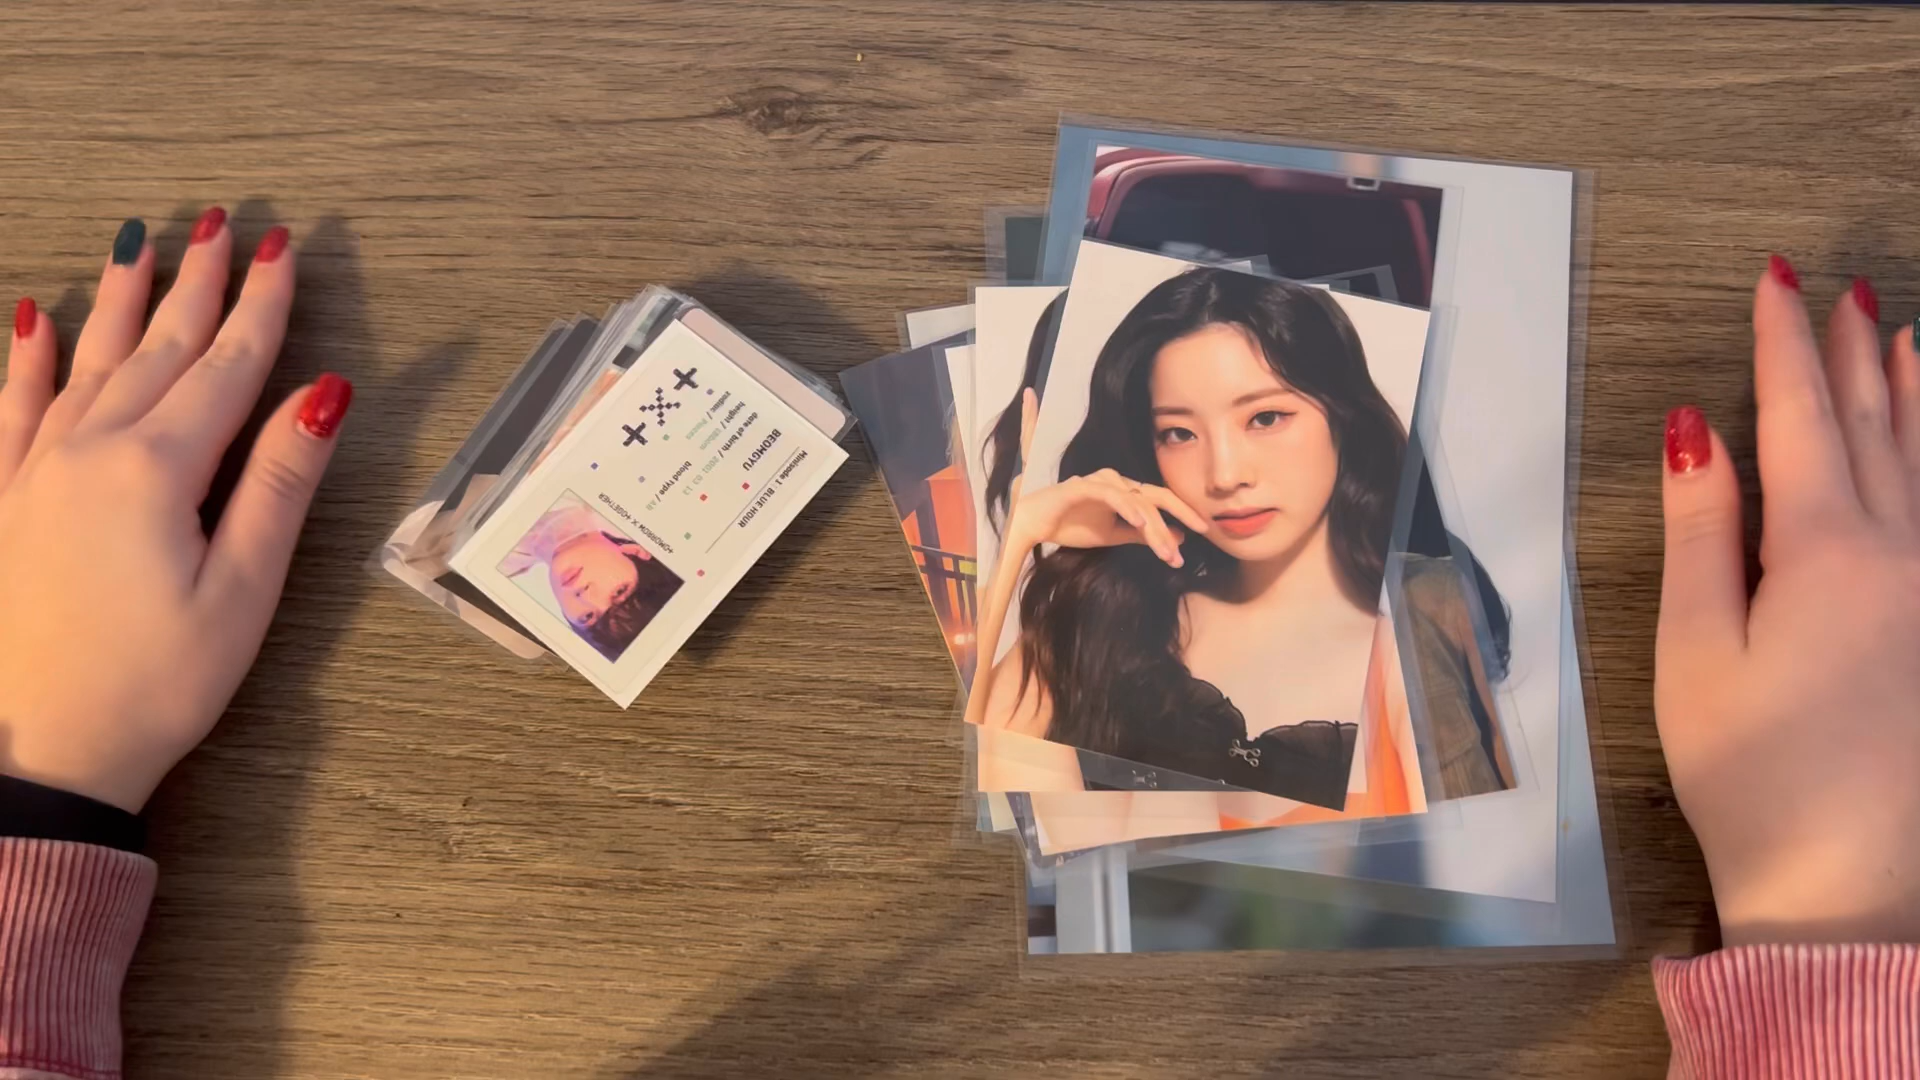 Minisode 1 : BLUE HOUR
BEOMGYU
date of birth / 2001 03 13
height / 180cm
zodiac / Pisces
blood type / AB
TOMORROW X TOGETHER